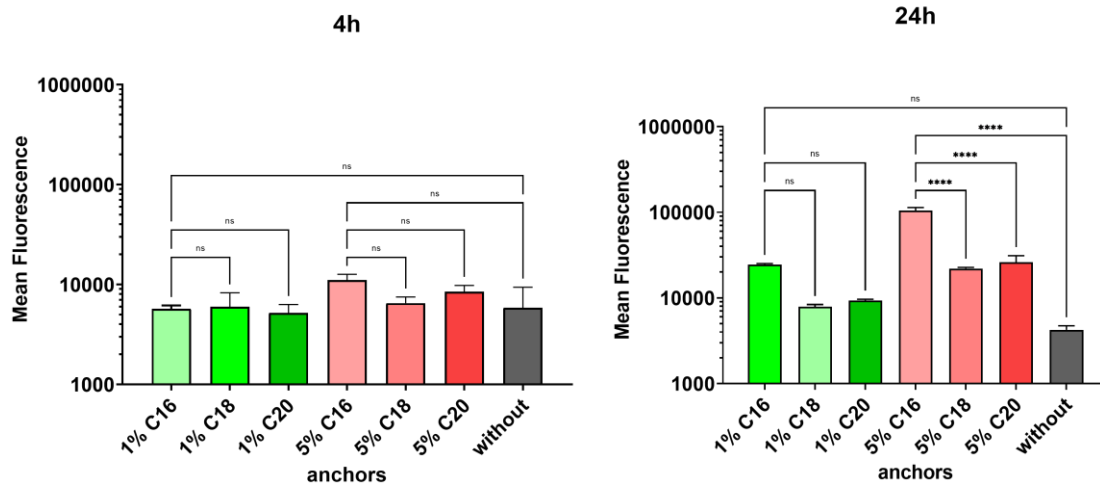 4h
1000000
100000
10000
1000
Mean Fluorescence
ns
ns
ns
ns
ns
ns
1% C16
1% C18
1% C20
5% C16
5% C18
5% C20
without
anchors
24h
1000000
100000
10000
1000
Mean Fluorescence
ns
****
ns
****
ns
****
1% C16
1% C18
1% C20
5% C16
5% C18
5% C20
without
anchors